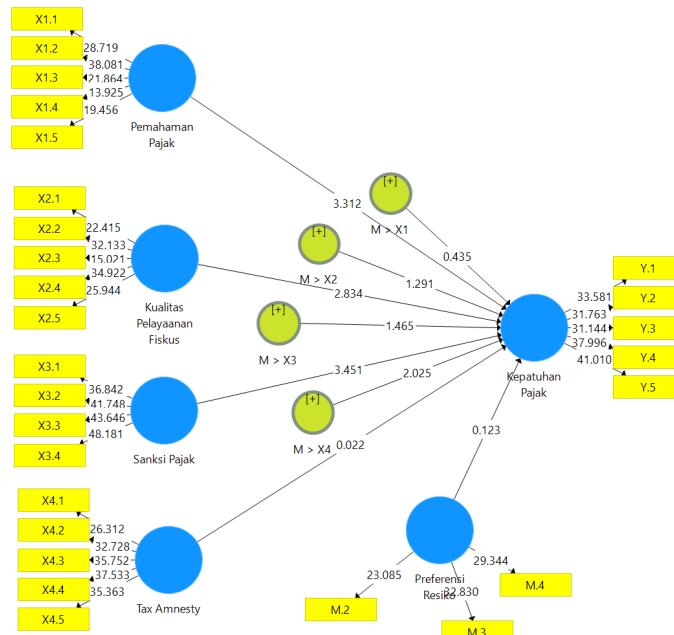 X1.1
X1.2
X1.3
X1.4
X1.5
28.719
38.081
21.864
13.925
19.456
Pemahaman
Pajak
3.312
[+]
M > X1
0.435
X2.1
X2.2
X2.3
X2.4
X2.5
22.415
32.133
15.021
34.922
25.944
Kualitas
Pelayaanan
Fiskus
[+]
M > X2
1.291
2.834
[+]
M > X3
1.465
Y.1
Y.2
Y.3
Y.4
Y.5
33.581
31.763
31.144
37.996
41.010
Kepatuhan
Pajak
X3.1
X3.2
X3.3
X3.4
36.842
41.748
43.646
48.181
Sanksi Pajak
3.451
[+]
M > X4
2.025
0.022
0.123
X4.1
X4.2
X4.3
X4.4
X4.5
26.312
32.728
35.752
37.533
35.363
Tax Amnesty
Preferensi
Resiko
23.085
29.344
M.2
M.3
M.4